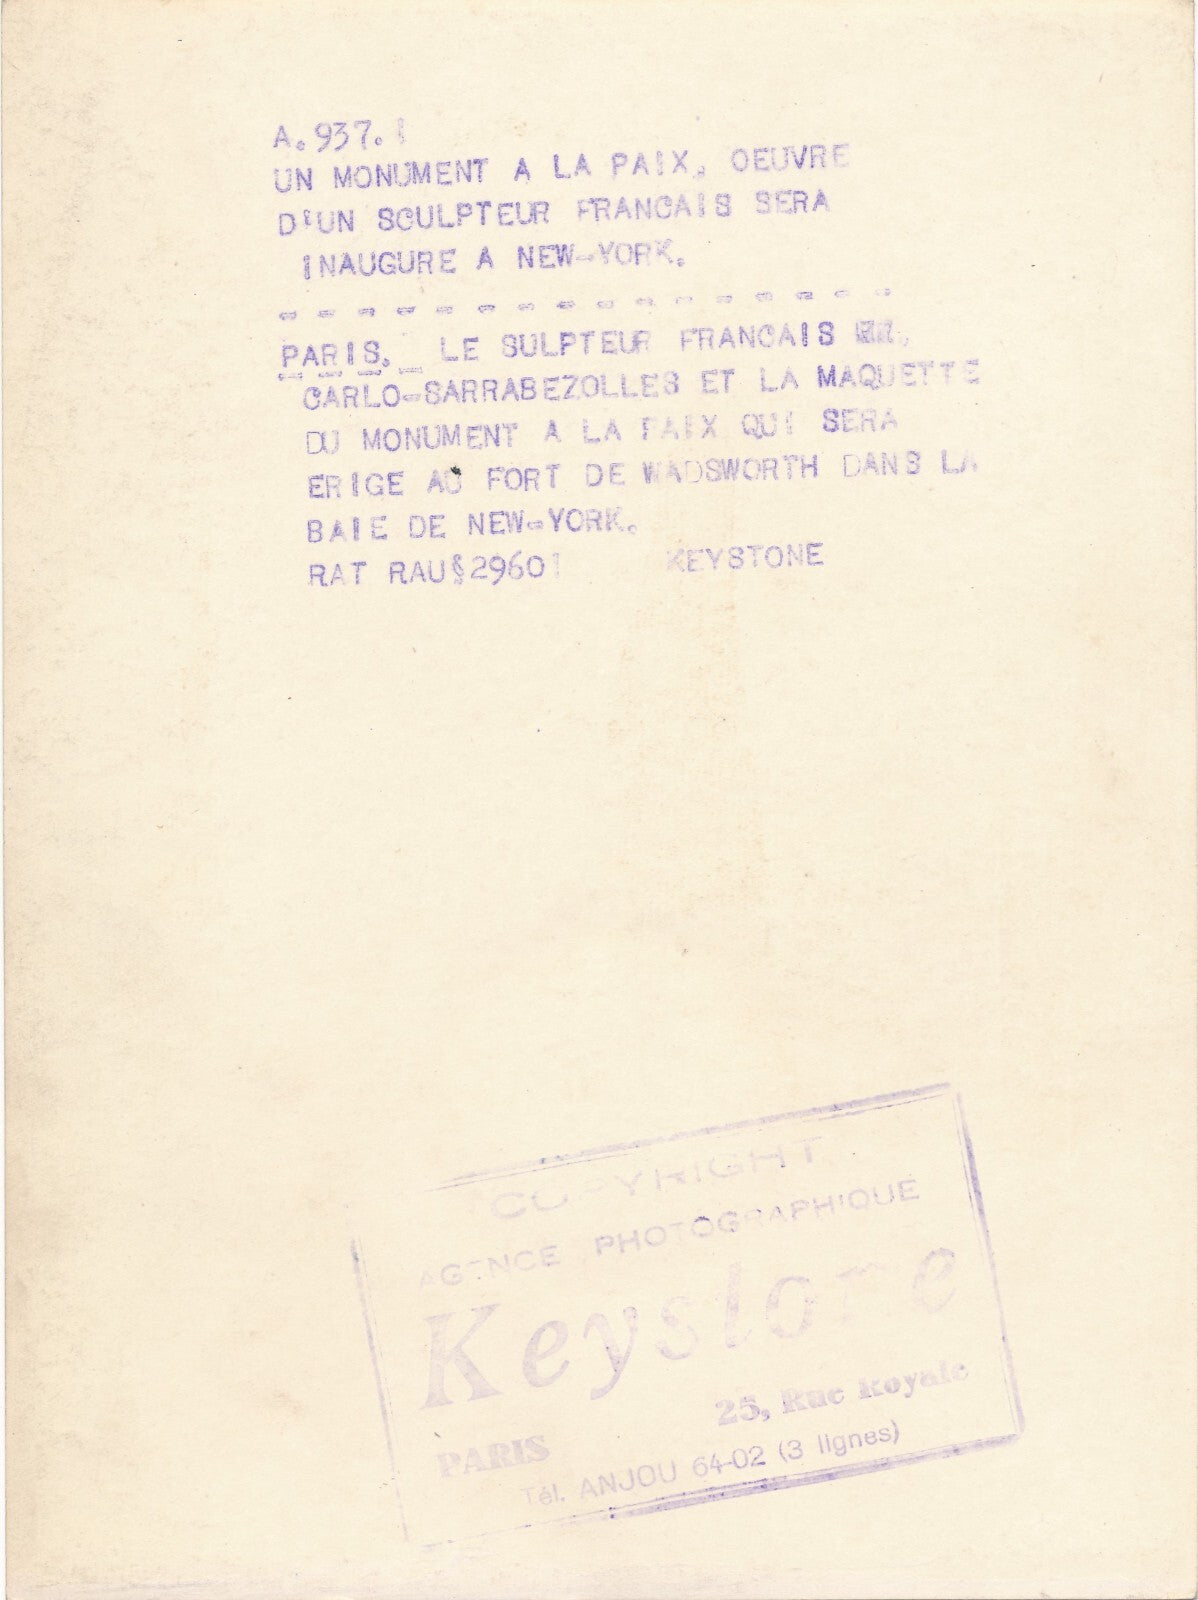 A.937.
UN MONUMENT A LA PAIX, OEUVRE
D'UN SCULPTEUR FRANCAIS SERA
INAUGURE A NEW-YORK.
- - - - - - - - - - - - - - - -
PARIS._ LE SULPTEUR FRANCAIS
CARLO-SARRABEZOLLES ET LA MAQUETTE
DU MONUMENT A LA PAIX QUI SERA
ERIGE AU FORT DE WADSWORTH DANS LA
BAIE DE NEW-YORK.
RAT RAU§29601 KEYSTONE
COPYRIGHT
AGENCE PHOTOGRAPHIQUE
Keystone
25, Rue Royale
PARIS
Tél. ANJOU 64-02 (3 lignes)